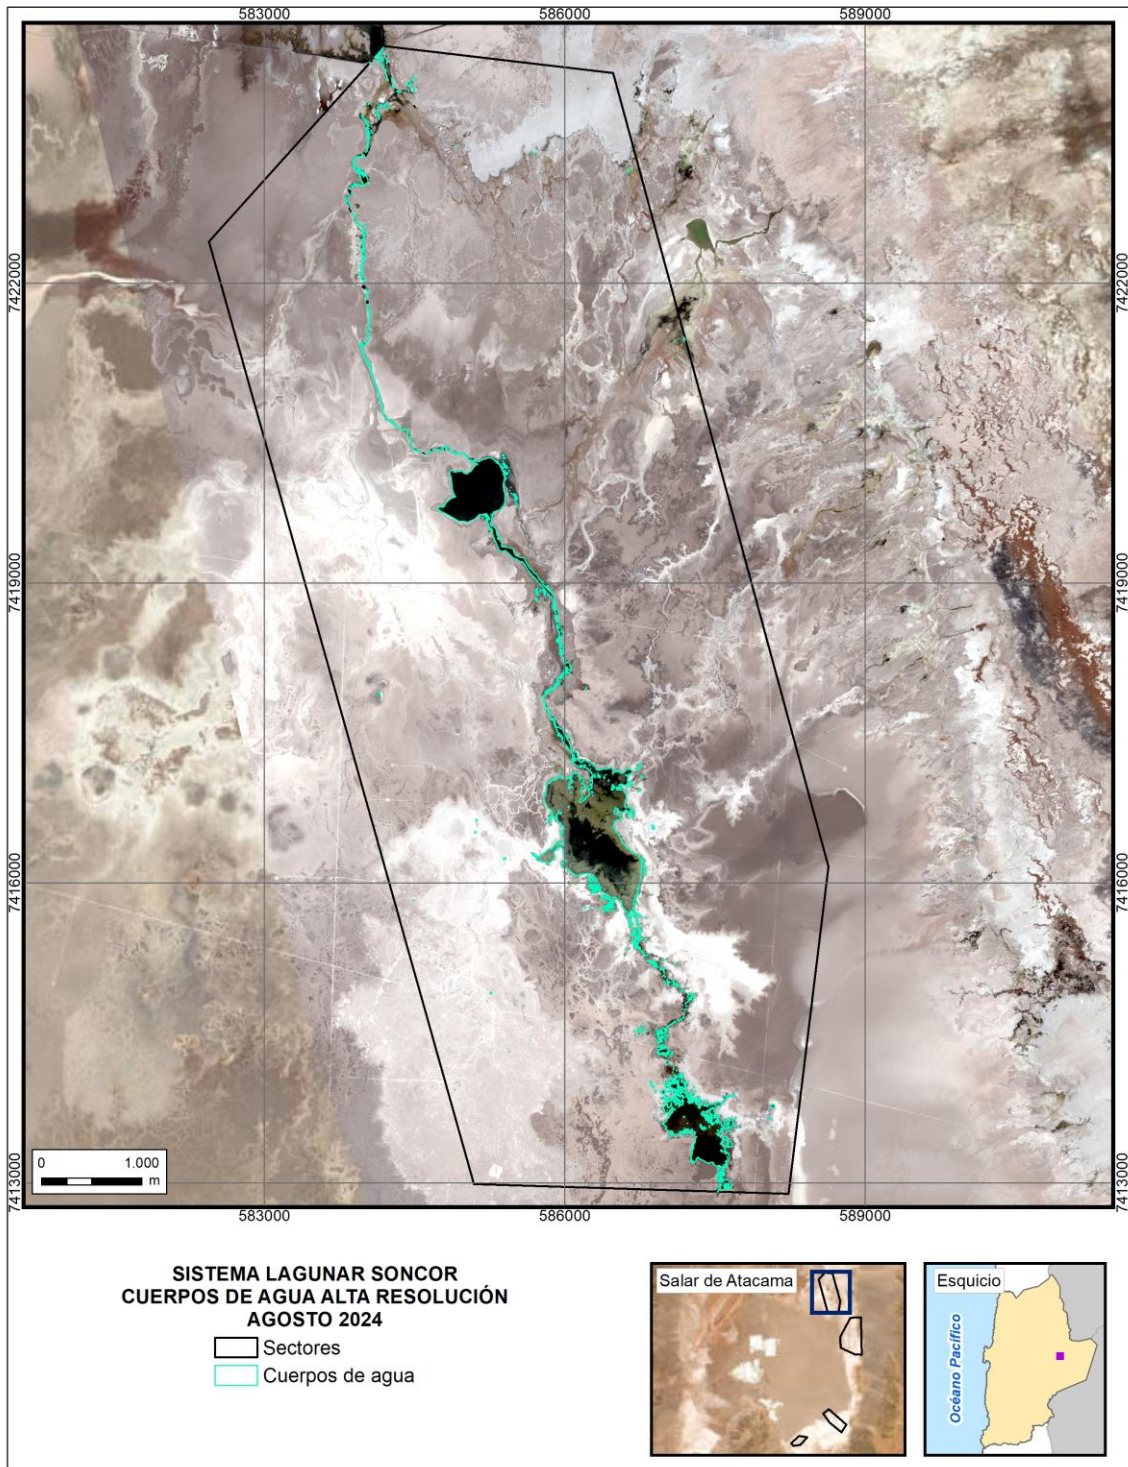 583000 586000 589000
7422000 7422000
7419000 7419000
7416000 7416000
7413000 7413000
0 1.000
m
583000 586000 589000
SISTEMA LAGUNAR SONCOR
CUERPOS DE AGUA ALTA RESOLUCIÓN
AGOSTO 2024
Sectores
Cuerpos de agua
Salar de Atacama
Esquicio
Océano Pacífico